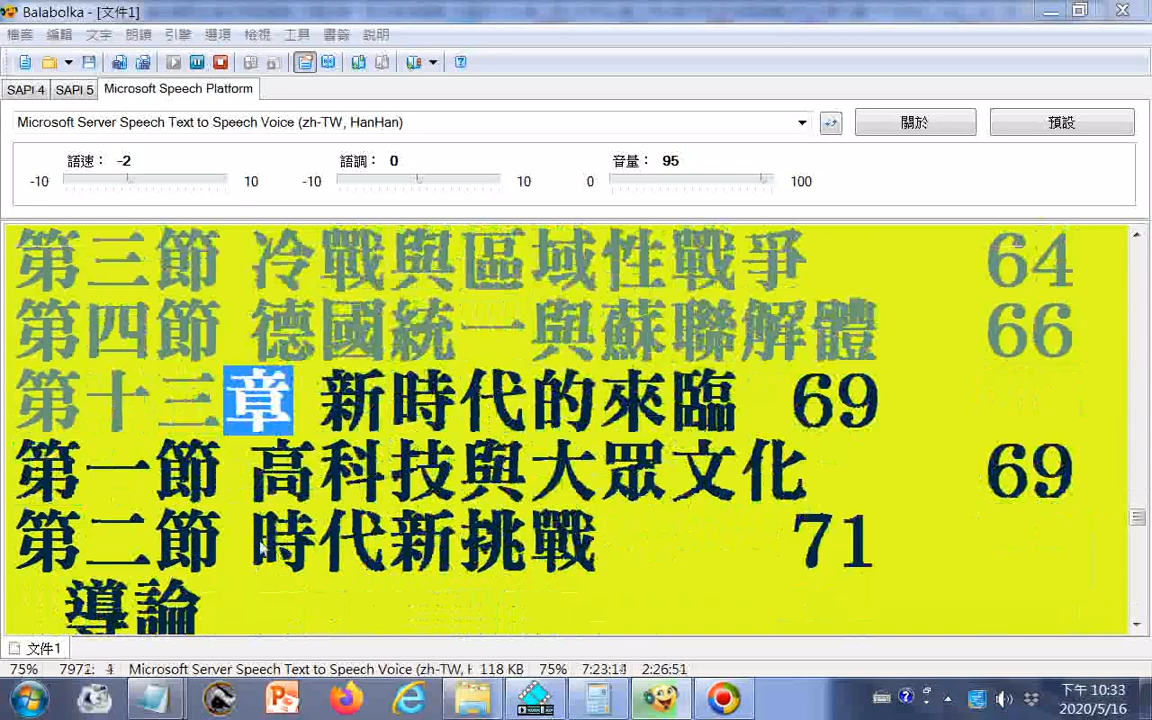 Balabolka - [文件1]
檔案 編輯 文字 朗讀 引擎 選項 檢視 工具 書籤 說明
SAPI 4 SAPI 5 Microsoft Speech Platform
Microsoft Server Speech Text to Speech Voice (zh-TW, HanHan) 關於 預設
語速： -2 語調： 0 音量： 95
-10 10 -10 10 0 100
第三節 冷戰與區域性戰爭 64
第四節 德國統一與蘇聯解體 66
第十三章 新時代的來臨 69
第一節 高科技與大眾文化 69
第二節 時代新挑戰 71
導論
文件1
75% 7972: 4 Microsoft Server Speech Text to Speech Voice (zh-TW, H 118 KB 75% 7:23:14 2:26:51
下午 10:33
2020/5/16